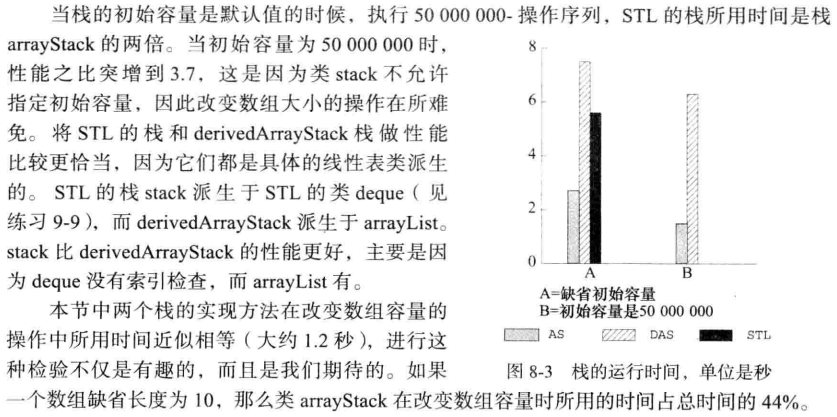 当栈的初始容量是默认值的时候，执行 50 000 000- 操作序列，STL 的栈所用时间是栈
arrayStack 的两倍。当初始容量为 50 000 000 时，
性能之比突增到 3.7，这是因为类 stack 不允许
指定初始容量，因此改变数组大小的操作在所难
免。将 STL 的栈和 derivedArrayStack 栈做性能
比较更恰当，因为它们都是具体的线性表类派生
的。STL 的栈 stack 派生于 STL 的类 deque（见
练习 9-9），而 derivedArrayStack 派生于 arrayList。
stack 比 derivedArrayStack 的性能更好，主要是因
为 deque 没有索引检查，而 arrayList 有。
本节中两个栈的实现方法在改变数组容量的
操作中所用时间近似相等（大约 1.2 秒），进行这
种检验不仅是有趣的，而且是我们期待的。如果
一个数组缺省长度为 10，那么类 arrayStack 在改变数组容量时所用的时间占总时间的 44%。
8
6
4
2
0
A B
A=缺省初始容量
B=初始容量是50 000 000
AS DAS STL
图 8-3 栈的运行时间，单位是秒